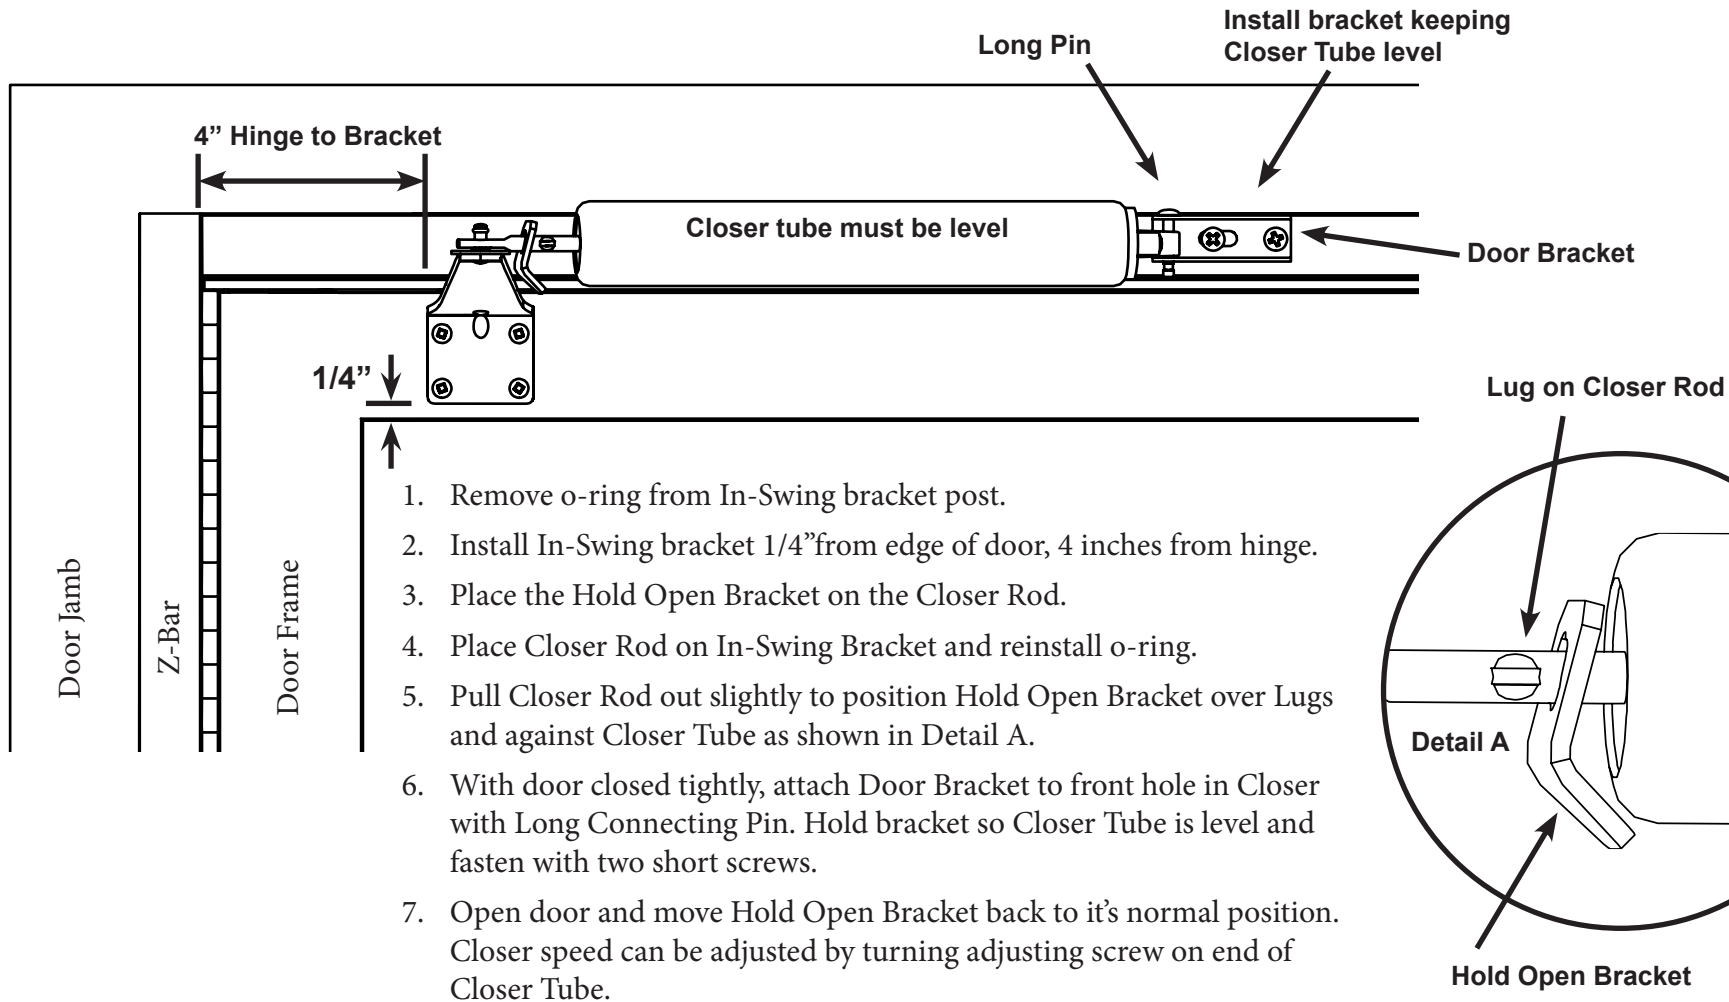 Install bracket keeping
Closer Tube level
Long Pin
4” Hinge to Bracket
Closer tube must be level
Door Bracket
1/4”
Lug on Closer Rod
Door Jamb
Z-Bar
Door Frame
1. Remove o-ring from In-Swing bracket post.
2. Install In-Swing bracket 1/4”from edge of door, 4 inches from hinge.
3. Place the Hold Open Bracket on the Closer Rod.
4. Place Closer Rod on In-Swing Bracket and reinstall o-ring.
5. Pull Closer Rod out slightly to position Hold Open Bracket over Lugs
and against Closer Tube as shown in Detail A.
6. With door closed tightly, attach Door Bracket to front hole in Closer
with Long Connecting Pin. Hold bracket so Closer Tube is level and
fasten with two short screws.
7. Open door and move Hold Open Bracket back to it’s normal position.
Closer speed can be adjusted by turning adjusting screw on end of
Closer Tube.
Detail A
Hold Open Bracket